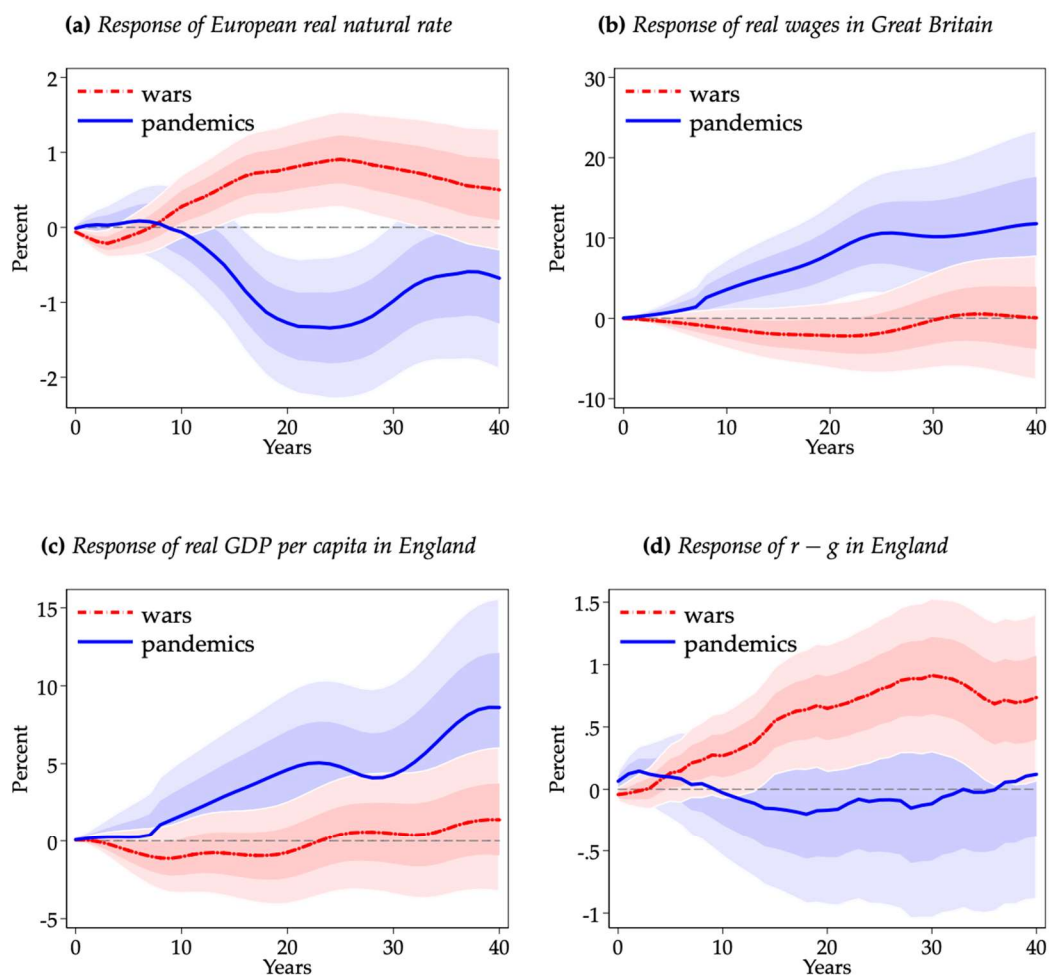 (a) Response of European real natural rate
2
1
0
-1
-2
Percent
wars
pandemics
0 10 20 30 40
Years
(b) Response of real wages in Great Britain
30
20
10
0
-10
Percent
wars
pandemics
0 10 20 30 40
Years
(c) Response of real GDP per capita in England
15
10
5
0
-5
Percent
wars
pandemics
0 10 20 30 40
Years
(d) Response of r − g in England
1.5
1
.5
0
-.5
-1
Percent
wars
pandemics
0 10 20 30 40
Years